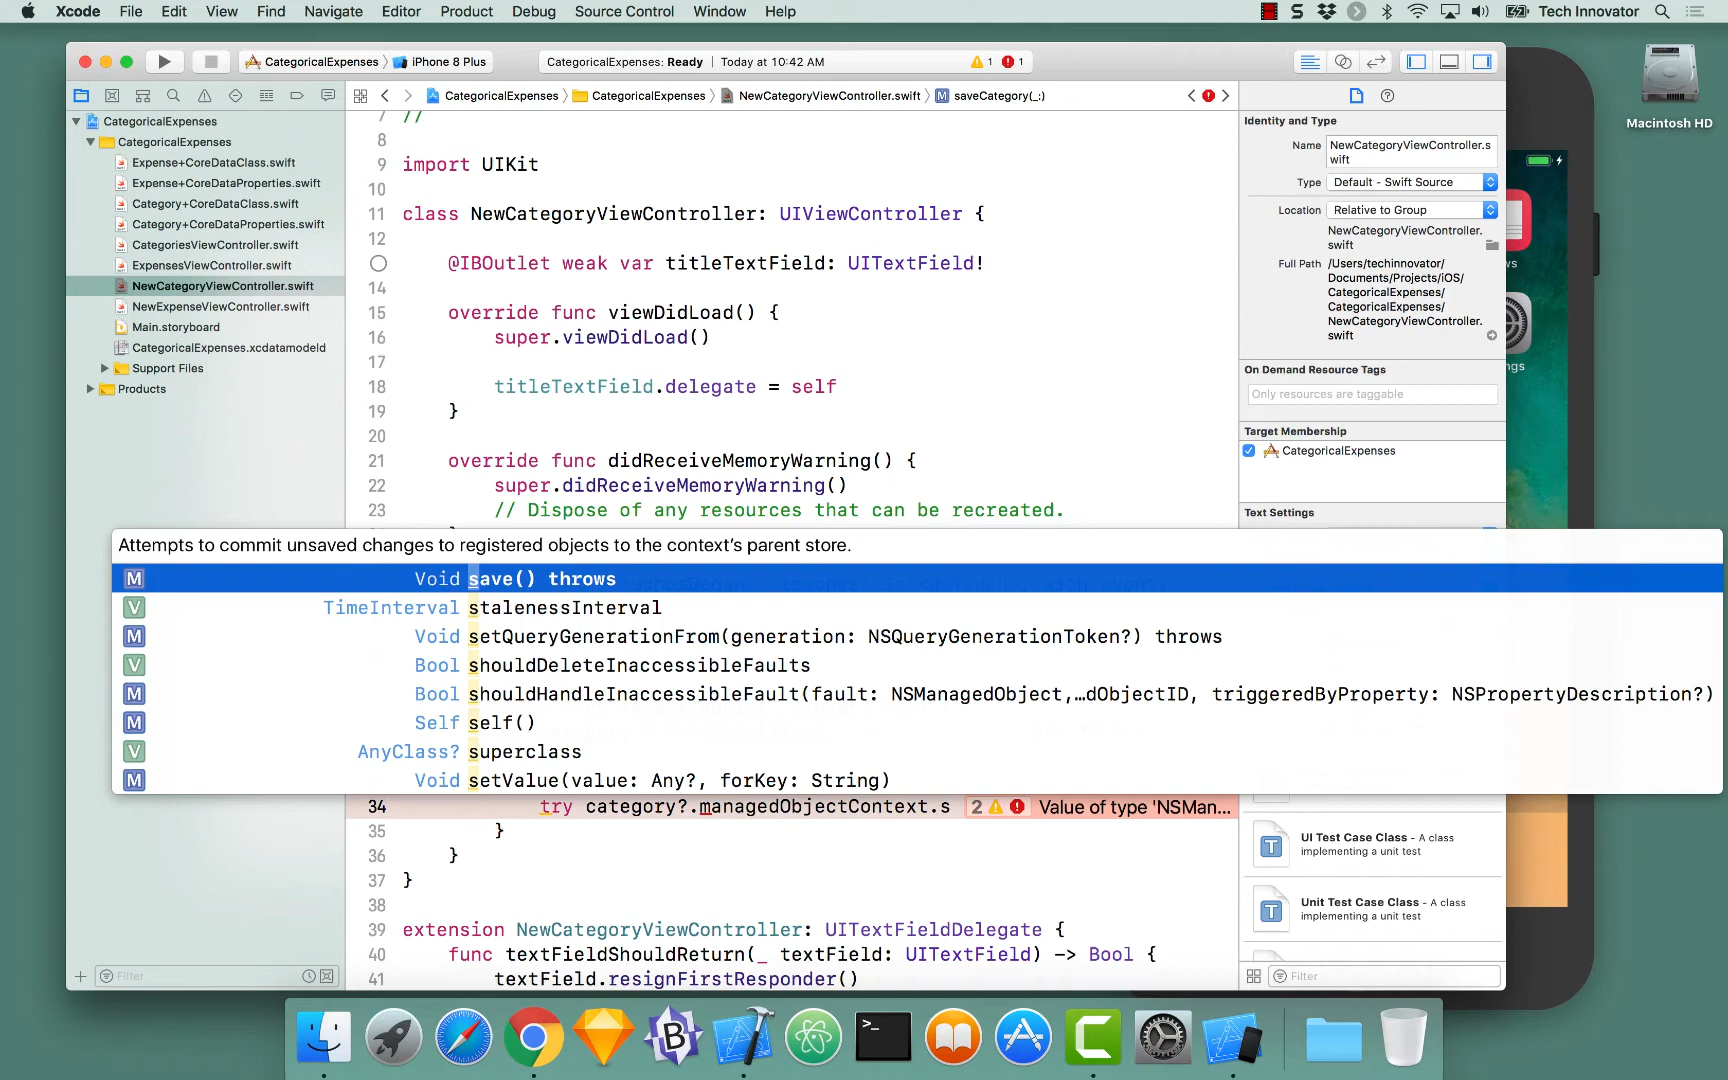 Xcode File Edit View Find Navigate Editor Product Debug Source Control Window Help
Tech Innovator
CategoricalExpenses iPhone 8 Plus
CategoricalExpenses: Ready | Today at 10:42 AM
1 1
CategoricalExpenses CategoricalExpenses NewCategoryViewController.swift M saveCategory(_:)
CategoricalExpenses
CategoricalExpenses
Expense+CoreDataClass.swift
Expense+CoreDataProperties.swift
Category+CoreDataClass.swift
Category+CoreDataProperties.swift
CategoriesViewController.swift
ExpensesViewController.swift
NewCategoryViewController.swift
NewExpenseViewController.swift
Main.storyboard
CategoricalExpenses.xcdatamodeld
Support Files
Products
Filter
7 //
8
9 import UIKit
10
11 class NewCategoryViewController: UIViewController {
12
@IBOutlet weak var titleTextField: UITextField!
14
15 override func viewDidLoad() {
16 super.viewDidLoad()
17
18 titleTextField.delegate = self
19 }
20
21 override func didReceiveMemoryWarning() {
22 super.didReceiveMemoryWarning()
23 // Dispose of any resources that can be recreated.
Attempts to commit unsaved changes to registered objects to the context's parent store.
M Void save() throws
V TimeInterval stalenessInterval
M Void setQueryGenerationFrom(generation: NSQueryGenerationToken?) throws
V Bool shouldDeleteInaccessibleFaults
M Bool shouldHandleInaccessibleFault(fault: NSManagedObject,…dObjectID, triggeredByProperty: NSPropertyDescription?)
M Self self()
V AnyClass? superclass
M Void setValue(value: Any?, forKey: String)
34 try category?.managedObjectContext.s 2 Value of type 'NSMan...
35 }
36 }
37 }
38
39 extension NewCategoryViewController: UITextFieldDelegate {
40 func textFieldShouldReturn(_ textField: UITextField) -> Bool {
41 textField.resignFirstResponder()
Identity and Type
Name NewCategoryViewController.s
wift
Type Default - Swift Source
Location Relative to Group
NewCategoryViewController.
swift
Full Path /Users/techinnovator/
Documents/Projects/iOS/
CategoricalExpenses/
CategoricalExpenses/
NewCategoryViewController.
swift
On Demand Resource Tags
Only resources are taggable
Target Membership
CategoricalExpenses
Text Settings
UI Test Case Class - A class
implementing a unit test
Unit Test Case Class - A class
implementing a unit test
Filter
Macintosh HD
ws
ngs